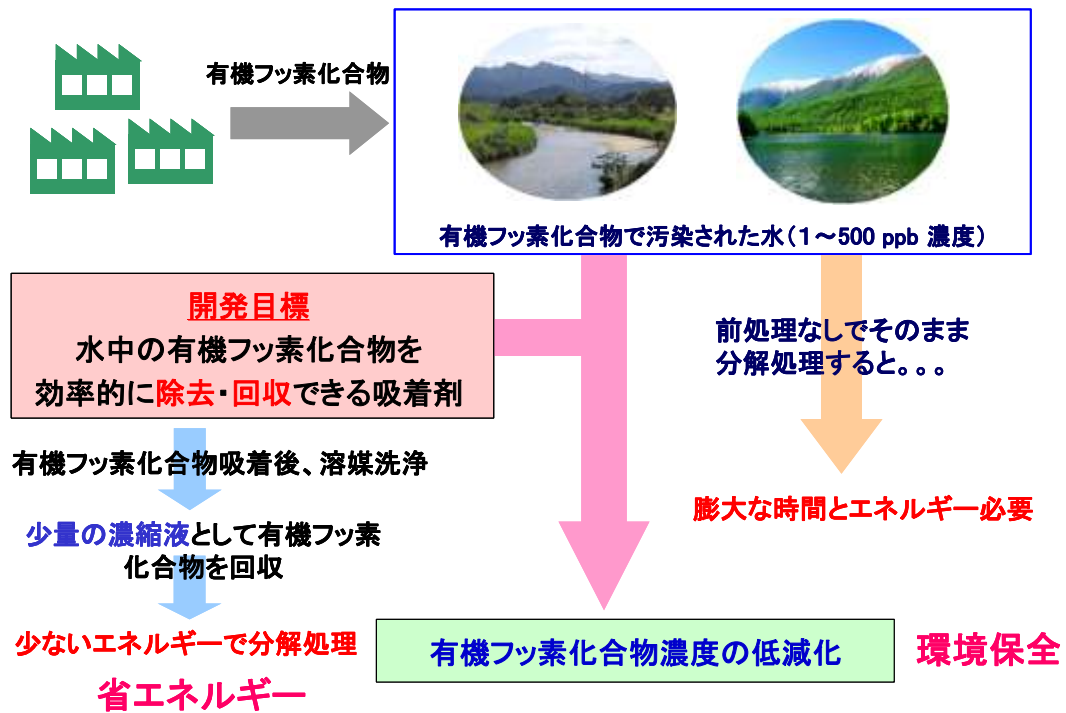 有機フッ素化合物
有機フッ素化合物で汚染された水(1～500 ppb 濃度)
開発目標
水中の有機フッ素化合物を
効率的に除去・回収できる吸着剤
前処理なしでそのまま
分解処理すると。。。
有機フッ素化合物吸着後、溶媒洗浄
膨大な時間とエネルギー必要
少量の濃縮液として有機フッ素
化合物を回収
少ないエネルギーで分解処理
省エネルギー
有機フッ素化合物濃度の低減化
環境保全